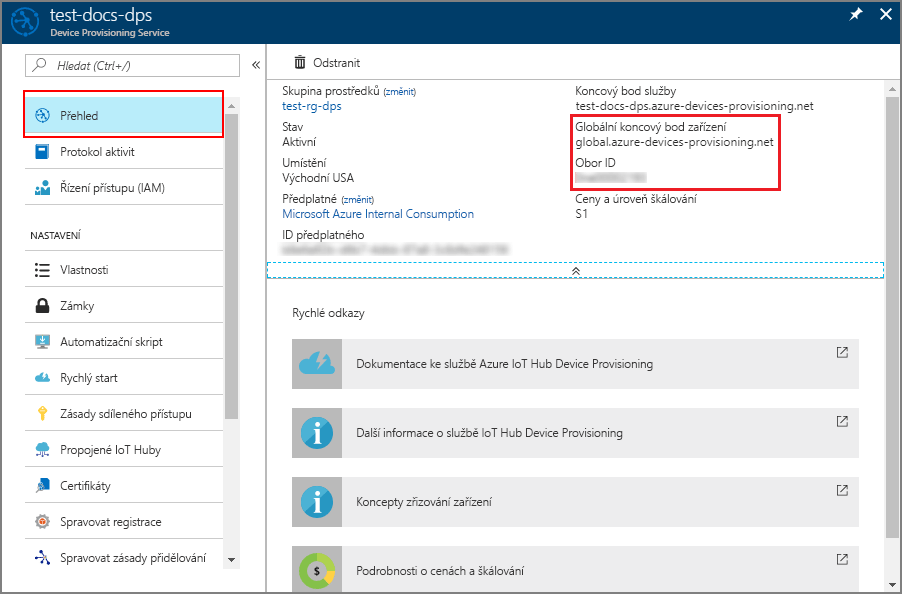 test-docs-dps
Device Provisioning Service
Hledat (Ctrl+/)
Přehled
Protokol aktivit
Řízení přístupu (IAM)
NASTAVENÍ
Vlastnosti
Zámky
Automatizační skript
Rychlý start
Zásady sdíleného přístupu
Propojené IoT Huby
Certifikáty
Spravovat registrace
Spravovat zásady přidělování
Odstranit
Skupina prostředků (změnit)
test-rg-dps
Stav
Aktivní
Umístění
Východní USA
Předplatné (změnit)
Microsoft Azure Internal Consumption
ID předplatného
Koncový bod služby
test-docs-dps.azure-devices-provisioning.net
Globální koncový bod zařízení
global.azure-devices-provisioning.net
Obor ID
Ceny a úroveň škálování
S1
Rychlé odkazy
Dokumentace ke službě Azure IoT Hub Device Provisioning
Další informace o službě IoT Hub Device Provisioning
Koncepty zřizování zařízení
Podrobnosti o cenách a škálování